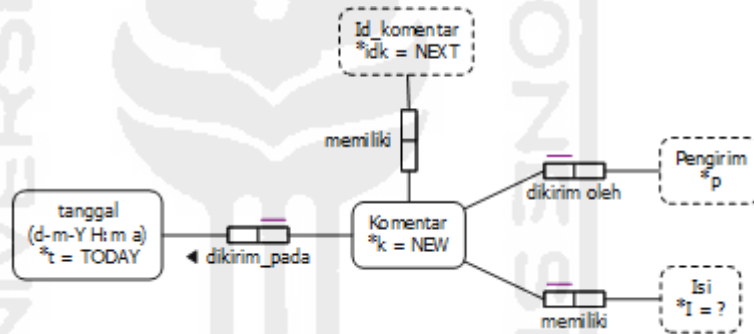 Id_komentar
*idk = NEXT
memiliki
Pengirim
*p
dikirim oleh
tanggal
(d-m-Y H:m a)
*t = TODAY
◄ dikirim_pada
Komentar
*k = NEW
Isi
*I = ?
memiliki